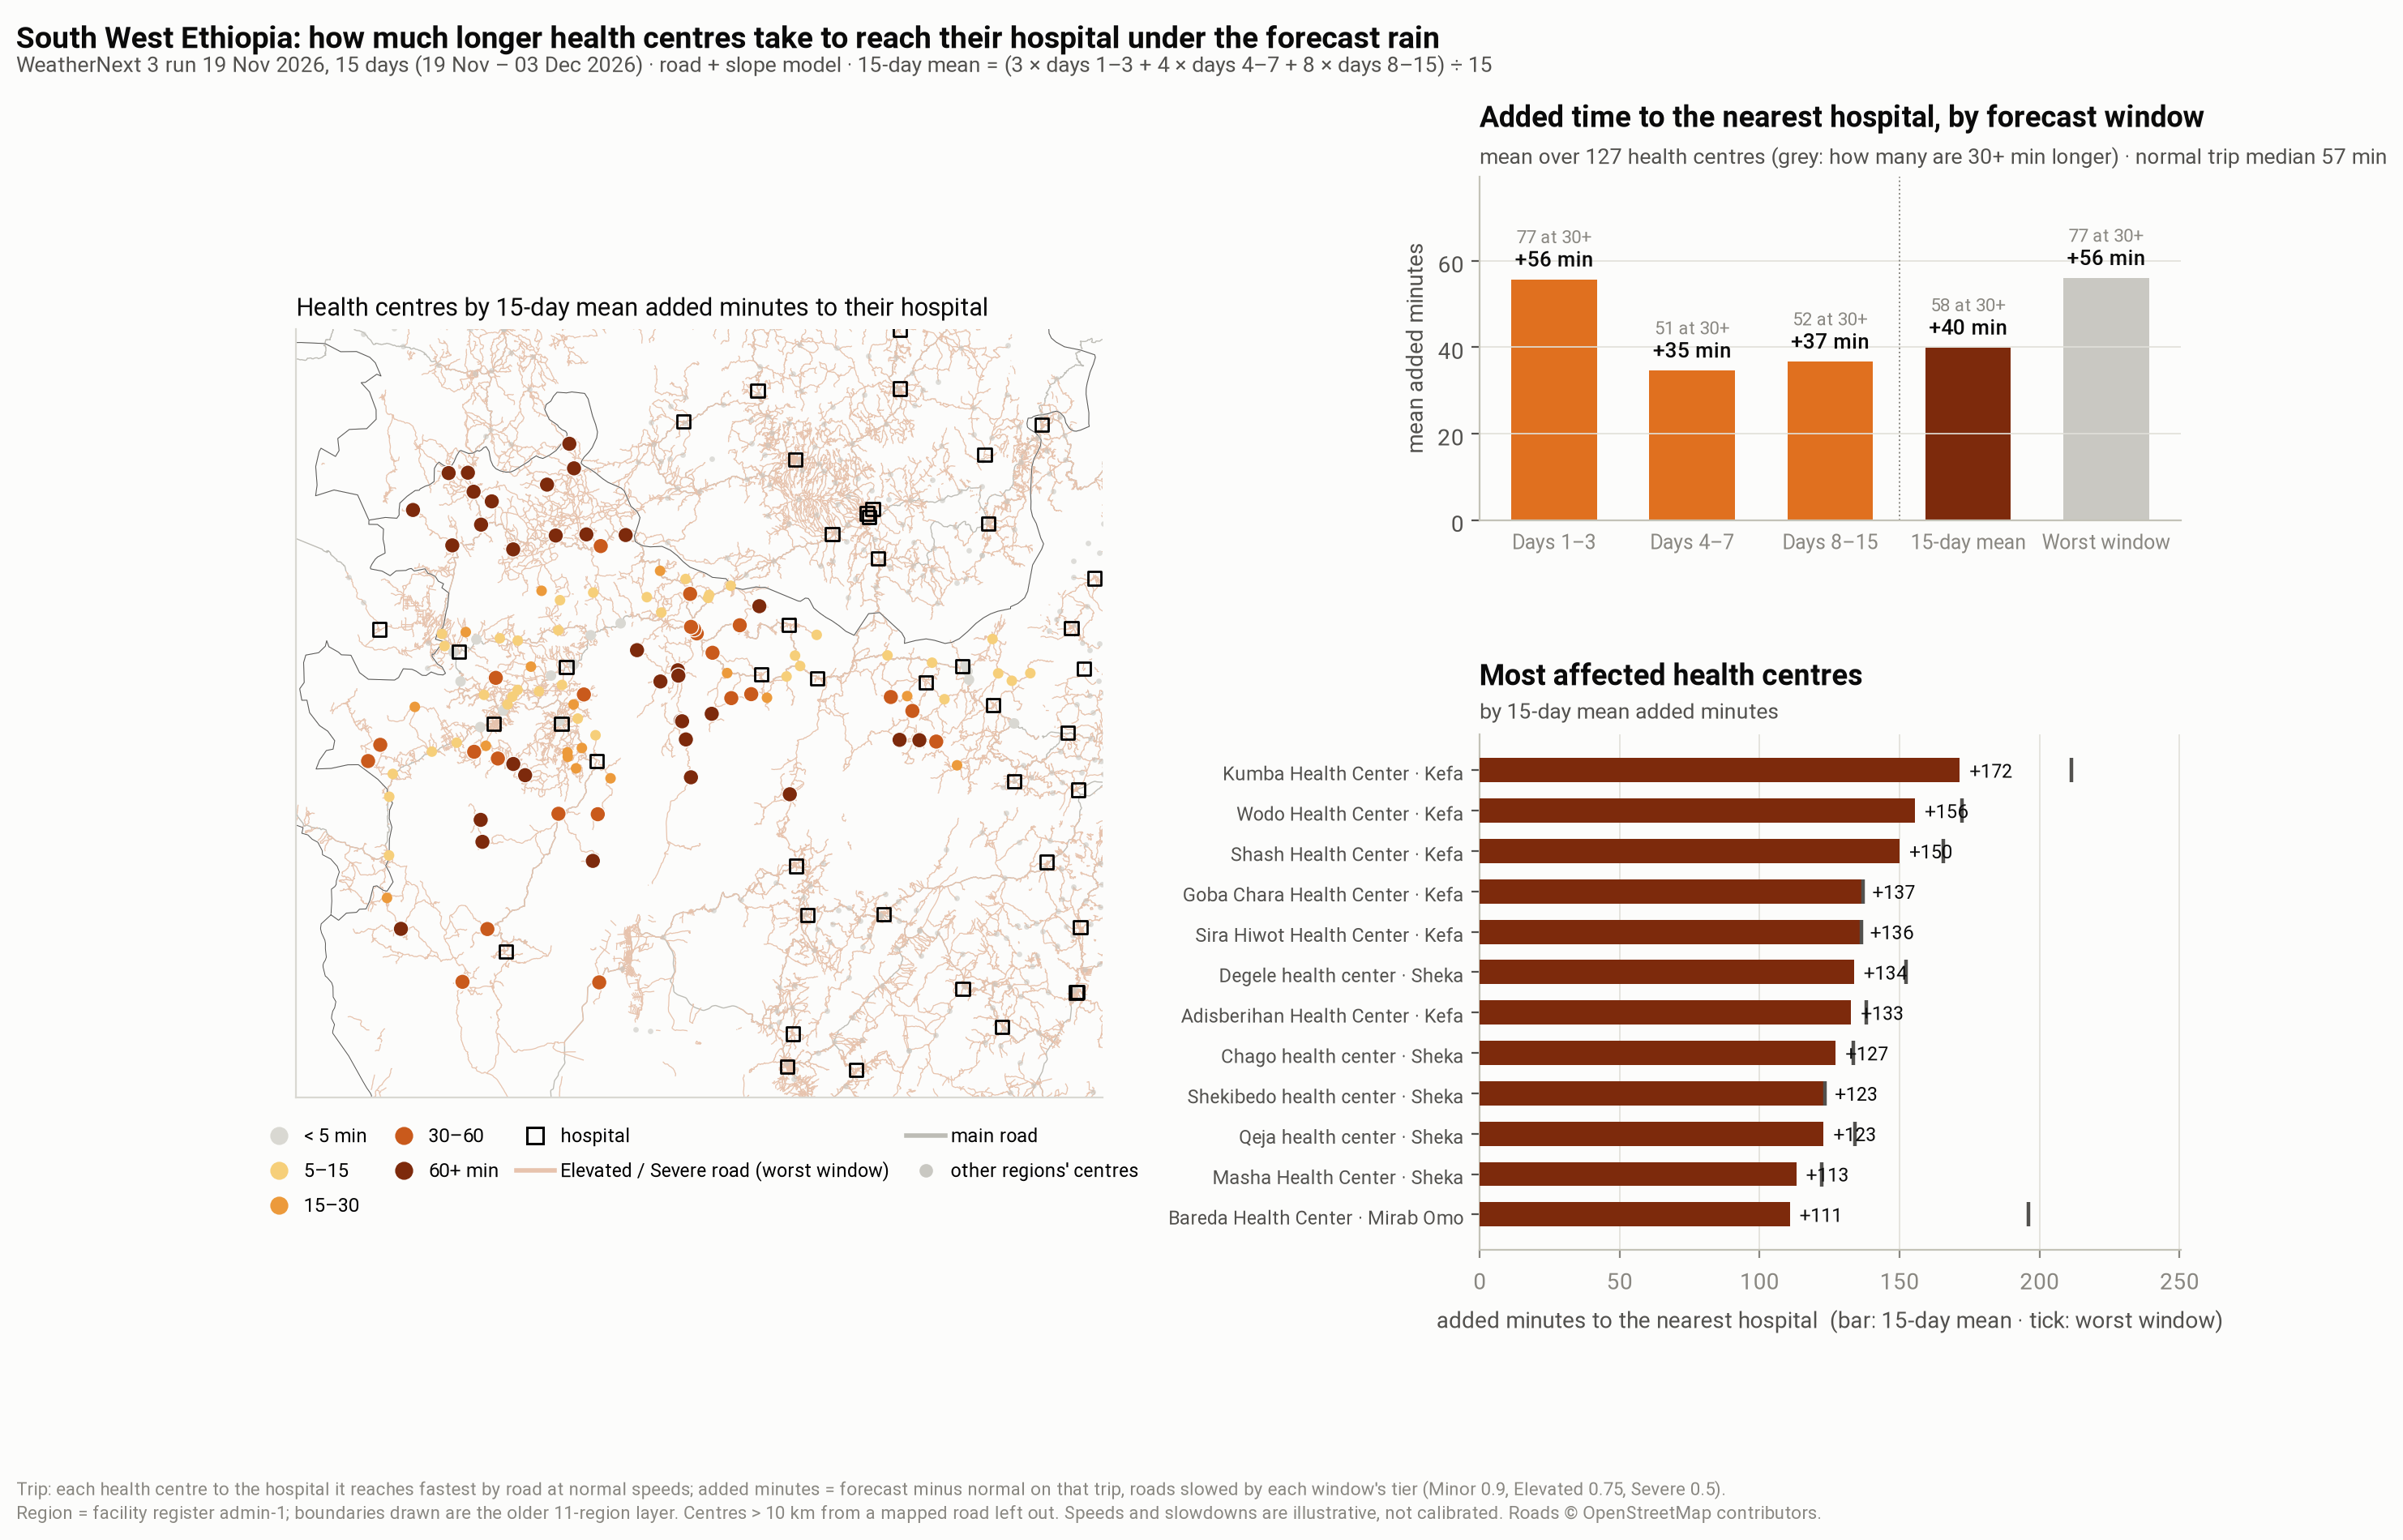 South West Ethiopia: how much longer health centres take to reach their hospital under the forecast rain
WeatherNext 3 run 19 Nov 2026, 15 days (19 Nov – 03 Dec 2026) · road + slope model · 15-day mean = (3 × days 1–3 + 4 × days 4–7 + 8 × days 8–15) ÷ 15
Health centres by 15-day mean added minutes to their hospital
< 5 min
5–15
15–30
30–60
60+ min
hospital
Elevated / Severe road (worst window)
main road
other regions' centres
Added time to the nearest hospital, by forecast window
mean over 127 health centres (grey: how many are 30+ min longer) · normal trip median 57 min
mean added minutes
60
40
20
0
77 at 30+
+56 min
51 at 30+
+35 min
52 at 30+
+37 min
58 at 30+
+40 min
77 at 30+
+56 min
Days 1–3
Days 4–7
Days 8–15
15-day mean
Worst window
Most affected health centres
by 15-day mean added minutes
Kumba Health Center · Kefa +172
Wodo Health Center · Kefa +156
Shash Health Center · Kefa +150
Goba Chara Health Center · Kefa +137
Sira Hiwot Health Center · Kefa +136
Degele health center · Sheka +134
Adisberihan Health Center · Kefa +133
Chago health center · Sheka +127
Shekibedo health center · Sheka +123
Qeja health center · Sheka +123
Masha Health Center · Sheka +113
Bareda Health Center · Mirab Omo +111
0 50 100 150 200 250
added minutes to the nearest hospital (bar: 15-day mean · tick: worst window)
Trip: each health centre to the hospital it reaches fastest by road at normal speeds; added minutes = forecast minus normal on that trip, roads slowed by each window's tier (Minor 0.9, Elevated 0.75, Severe 0.5).
Region = facility register admin-1; boundaries drawn are the older 11-region layer. Centres > 10 km from a mapped road left out. Speeds and slowdowns are illustrative, not calibrated. Roads © OpenStreetMap contributors.